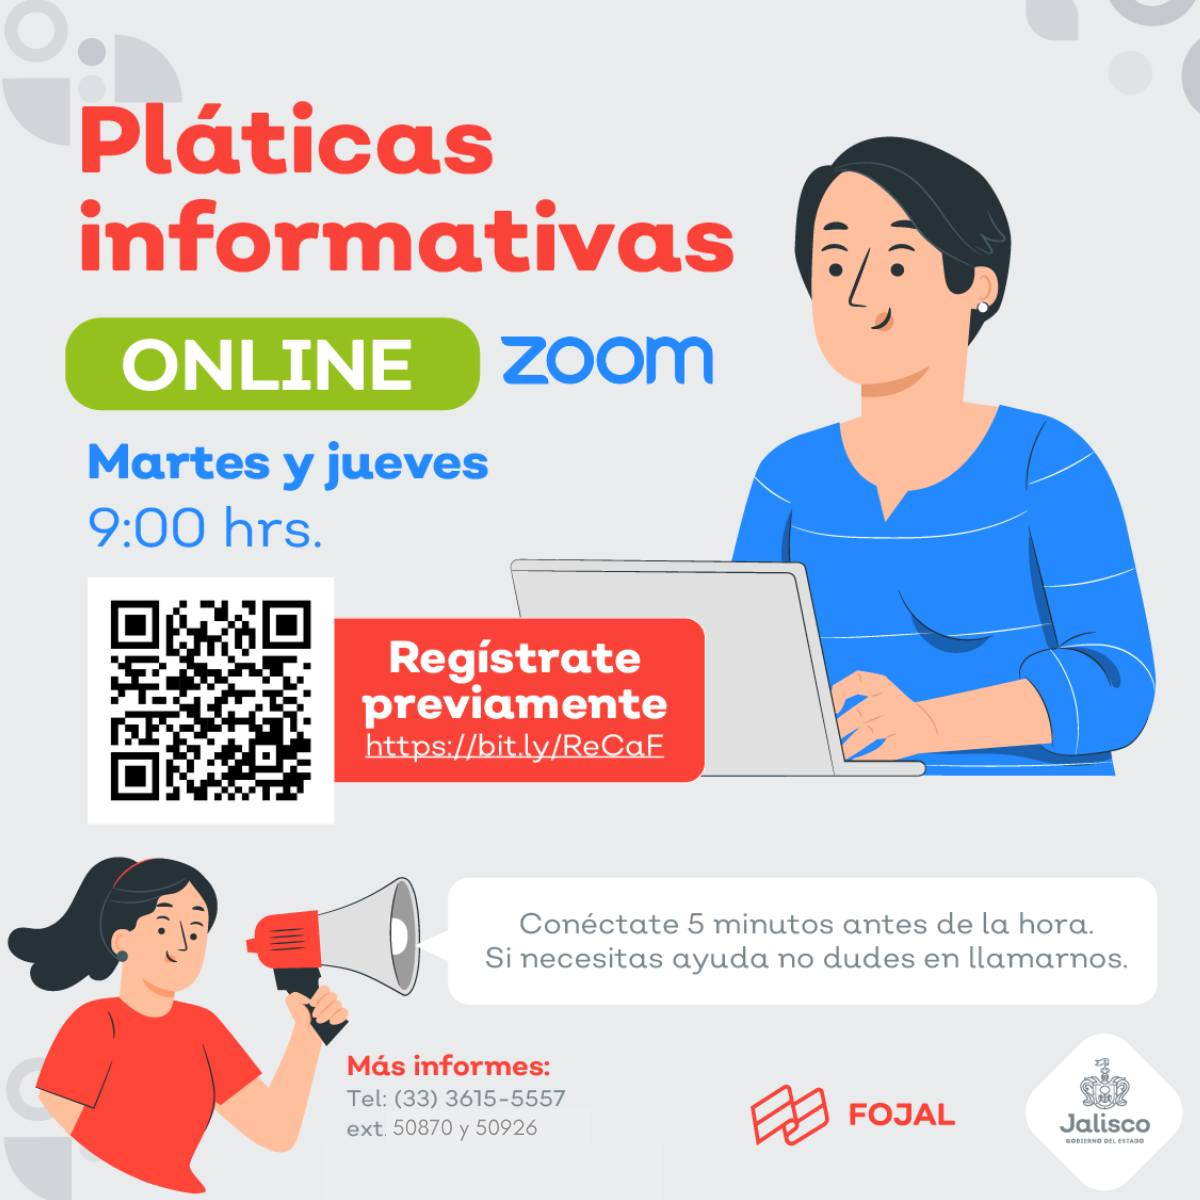 Pláticas
informativas
ONLINE zoom
Martes y jueves
9:00 hrs.
Regístrate
previamente
https://bit.ly/ReCaF
Conéctate 5 minutos antes de la hora.
Si necesitas ayuda no dudes en llamarnos.
Más informes:
Tel: (33) 3615-5557
ext. 50870 y 50926
FOJAL
Jalisco
GOBIERNO DEL ESTADO